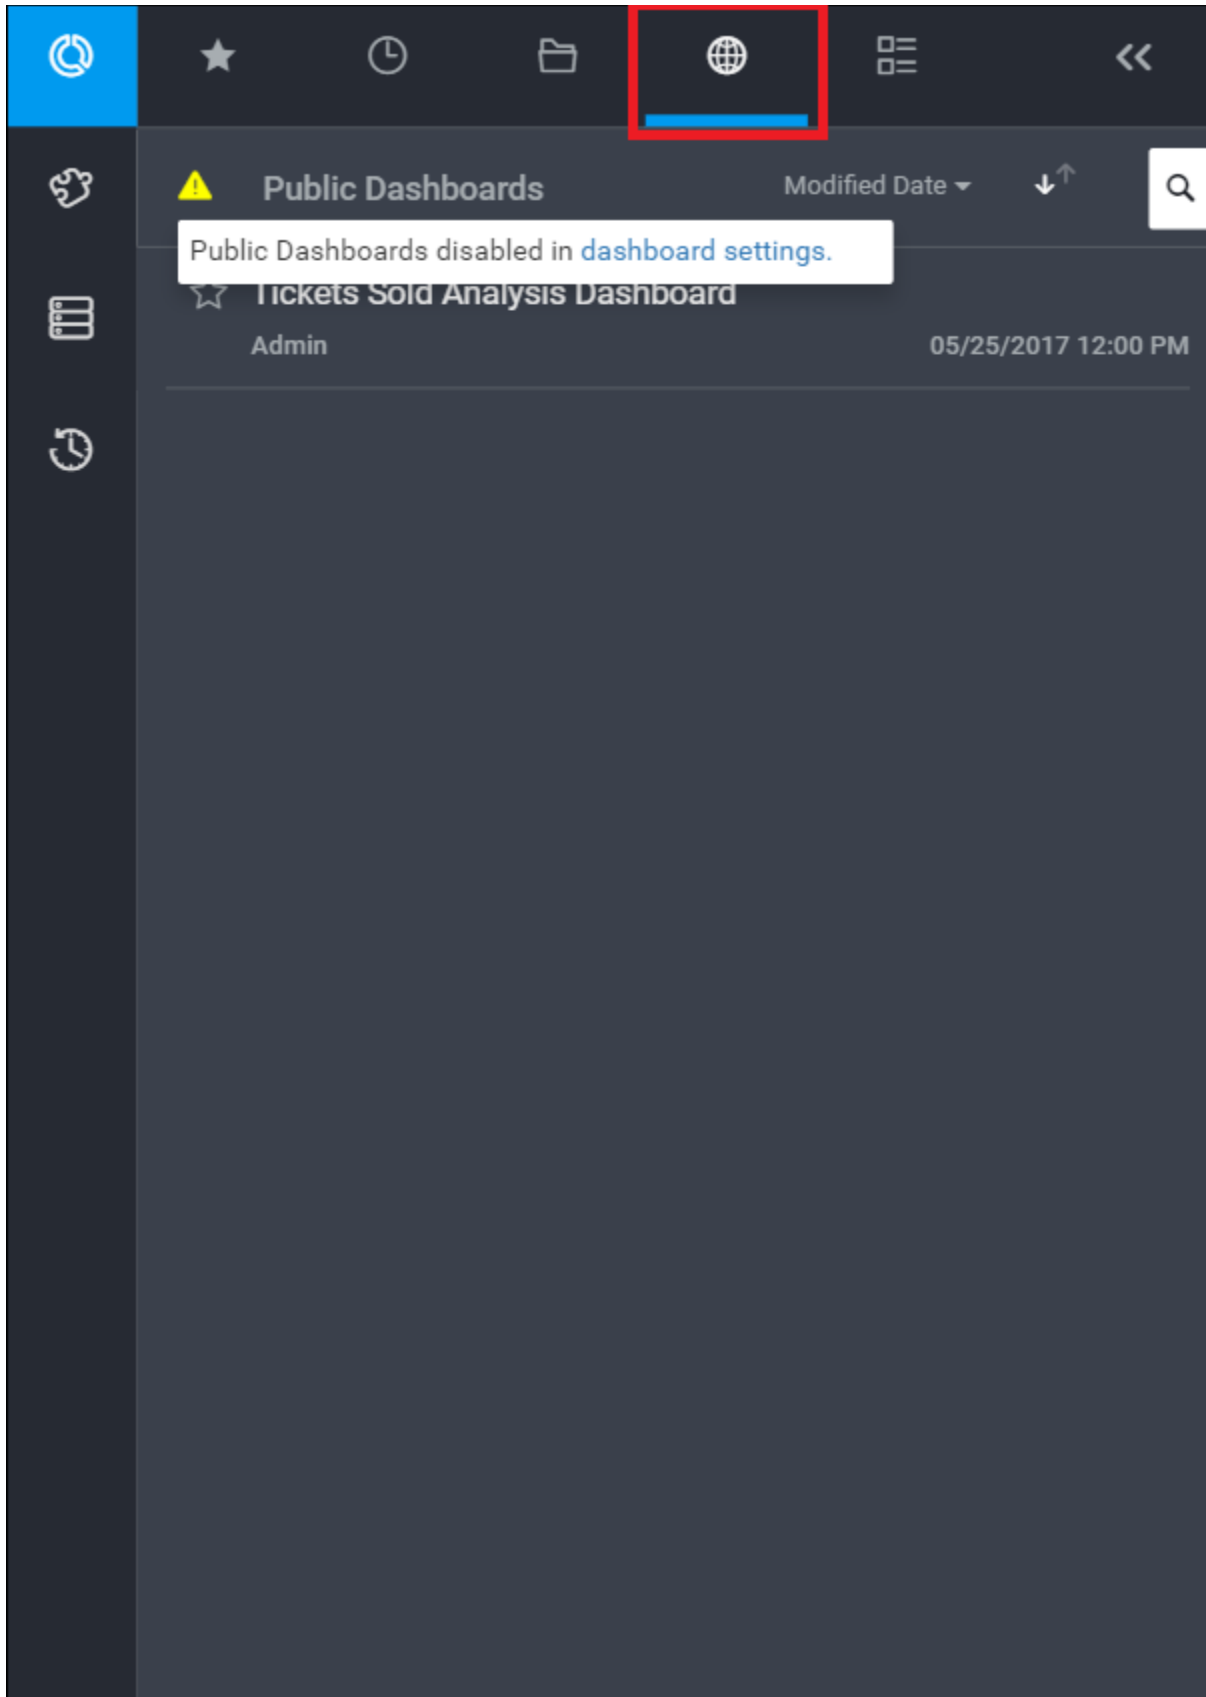 Public Dashboards
Modified Date
Public Dashboards disabled in dashboard settings.
Tickets Sold Analysis Dashboard
Admin
05/25/2017 12:00 PM